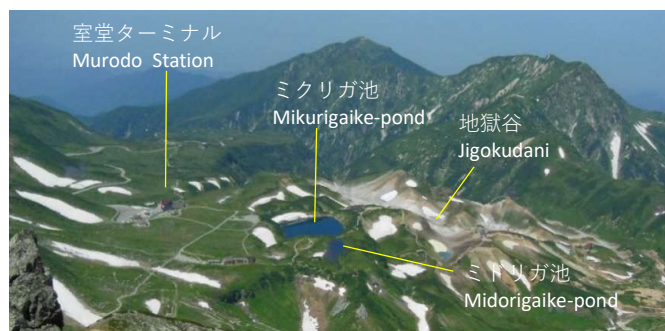 室堂ターミナル
Murodo Station
ミクリガ池
Mikurigaike-pond
地獄谷
Jigokudani
ミドリガ池
Midorigaike-pond